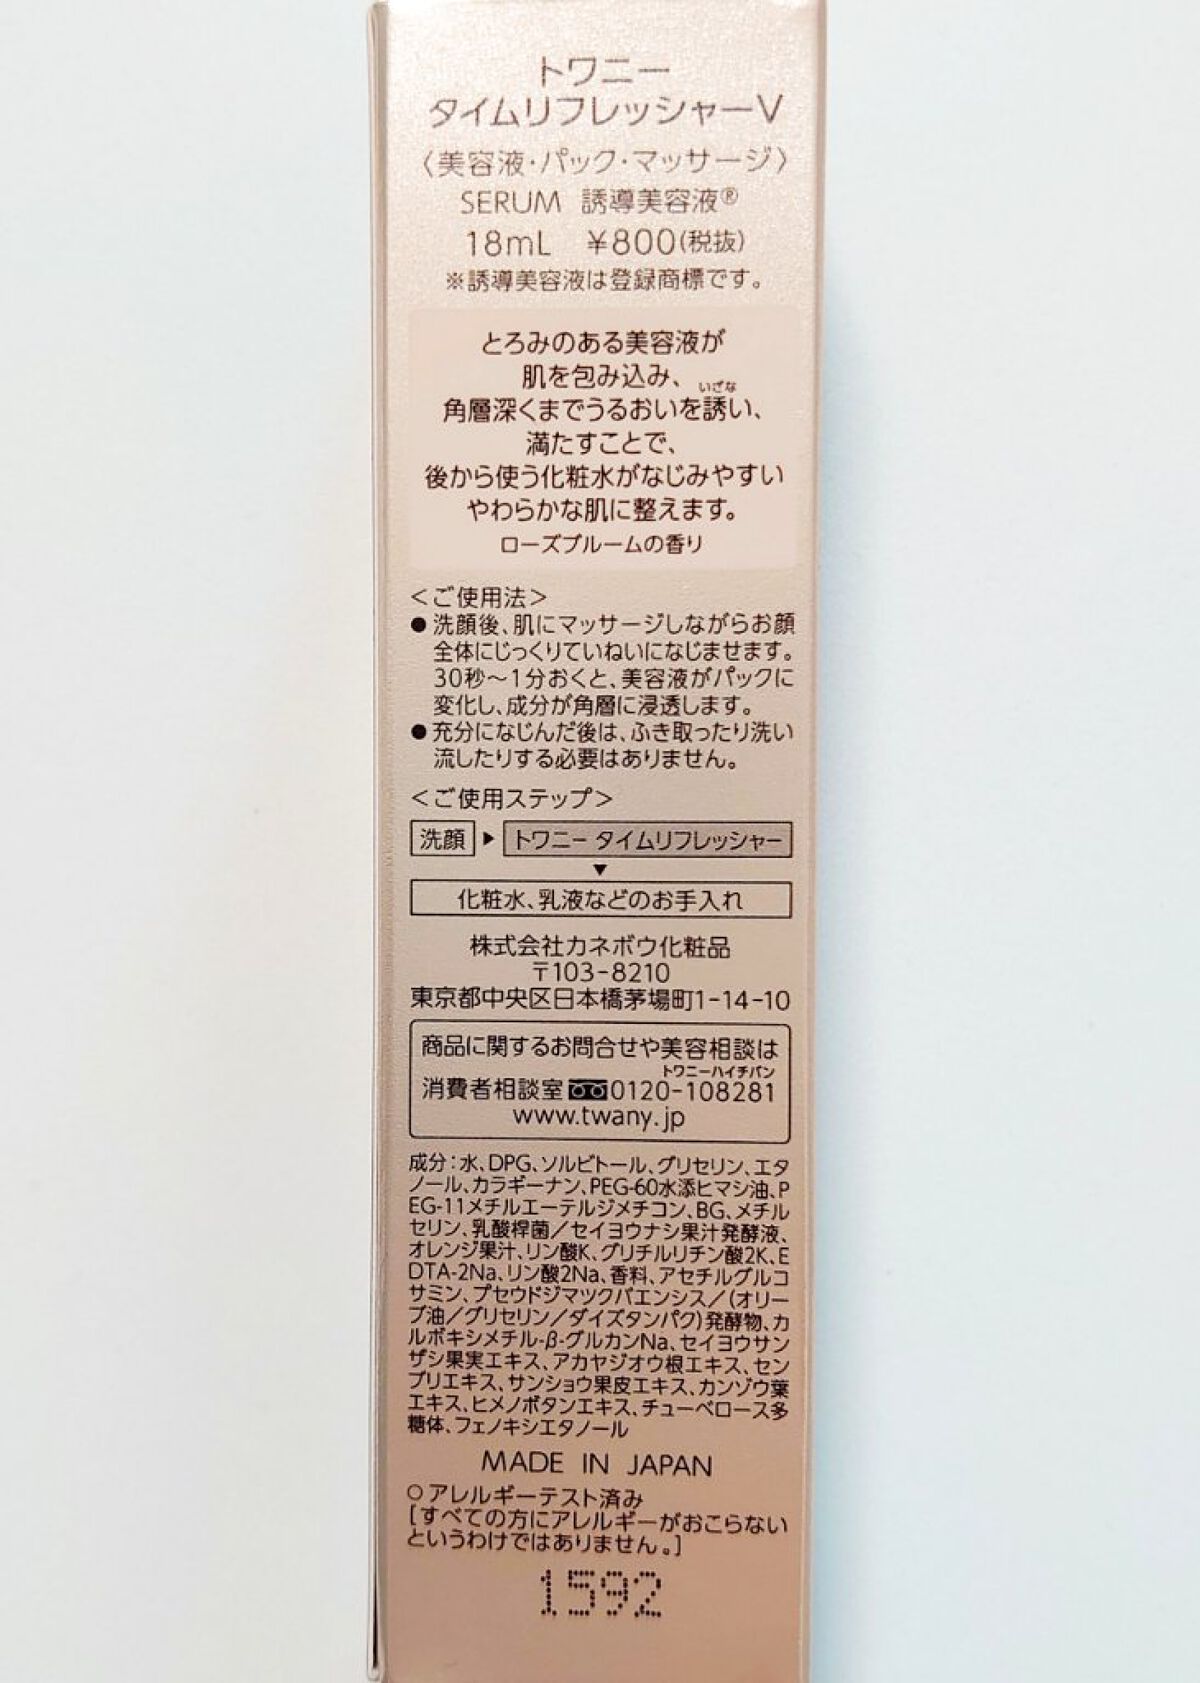 トワニー
タイムリフレッシャーV
〈美容液・パック・マッサージ〉
SERUM 誘導美容液®
18mL ¥800(税抜)
※誘導美容液は登録商標です。
とろみのある美容液が
肌を包み込み、
いざな
角層深くまでうるおいを誘い、
満たすことで、
後から使う化粧水がなじみやすい
やわらかな肌に整えます。
ローズブルームの香り
＜ご使用法＞
●洗顔後、肌にマッサージしながらお顔
全体にじっくりていねいになじませます。
30秒〜1分おくと、美容液がパックに
変化し、成分が角層に浸透します。
●充分になじんだ後は、ふき取ったり洗い
流したりする必要はありません。
＜ご使用ステップ＞
洗顔 ▶ トワニー タイムリフレッシャー
▼
化粧水、乳液などのお手入れ
株式会社カネボウ化粧品
〒103-8210
東京都中央区日本橋茅場町1-14-10
商品に関するお問合せや美容相談は
トワニーハイチバン
消費者相談室 0120-108281
www.twany.jp
成分：水、DPG、ソルビトール、グリセリン、エタ
ノール、カラギーナン、PEG-60水添ヒマシ油、P
EG-11メチルエーテルジメチコン、BG、メチル
セリン、乳酸桿菌／セイヨウナシ果汁発酵液、
オレンジ果汁、リン酸K、グリチルリチン酸2K、E
DTA-2Na、リン酸2Na、香料、アセチルグルコ
サミン、プセウドジマックバエンシス／(オリー
ブ油／グリセリン／ダイズタンパク)発酵物、カ
ルボキシメチル-β-グルカンNa、セイヨウサン
ザシ果実エキス、アカヤジオウ根エキス、セン
ブリエキス、サンショウ果皮エキス、カンゾウ葉
エキス、ヒメノボタンエキス、チューベロース多
糖体、フェノキシエタノール
MADE IN JAPAN
○アレルギーテスト済み
[すべての方にアレルギーがおこらない
というわけではありません。]
1592